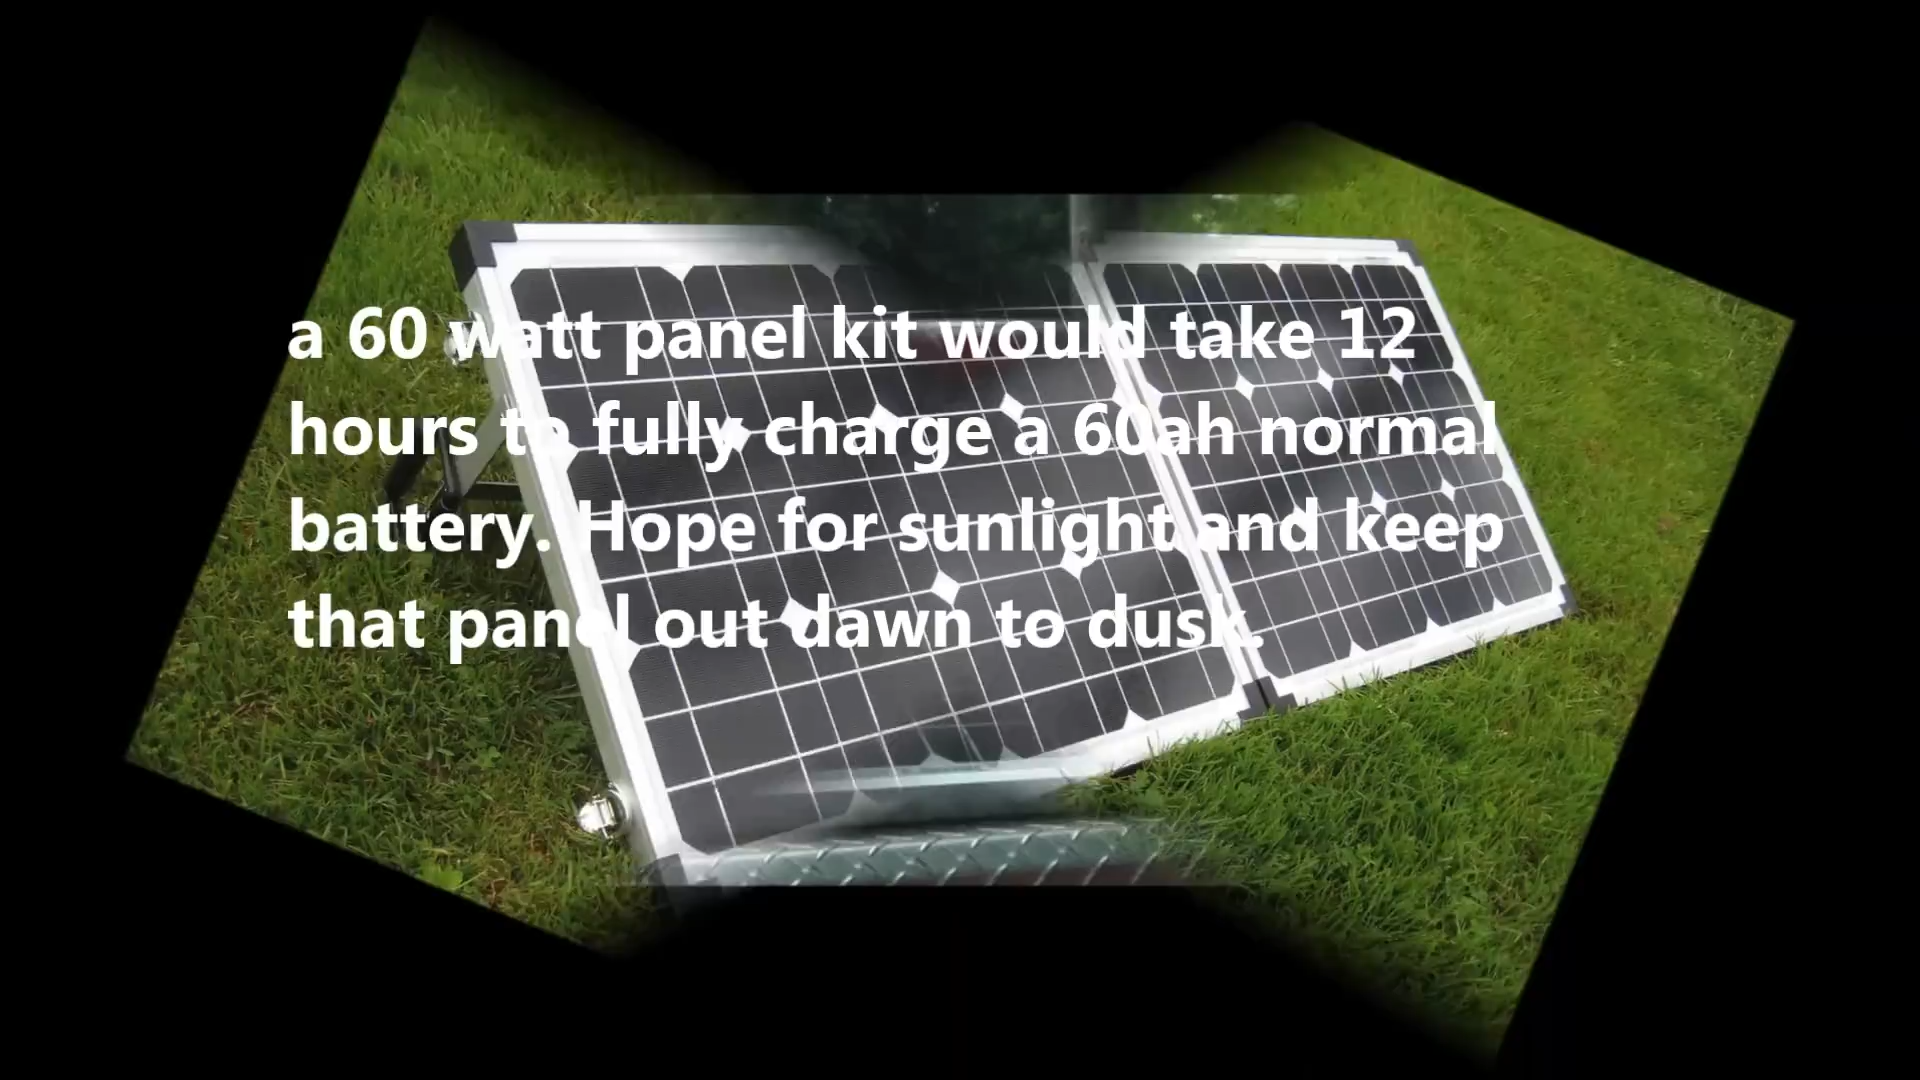 a 60 watt panel kit would take 12
hours to fully charge a 60ah normal
battery. Hope for sunlight and keep
that panel out dawn to dusk.